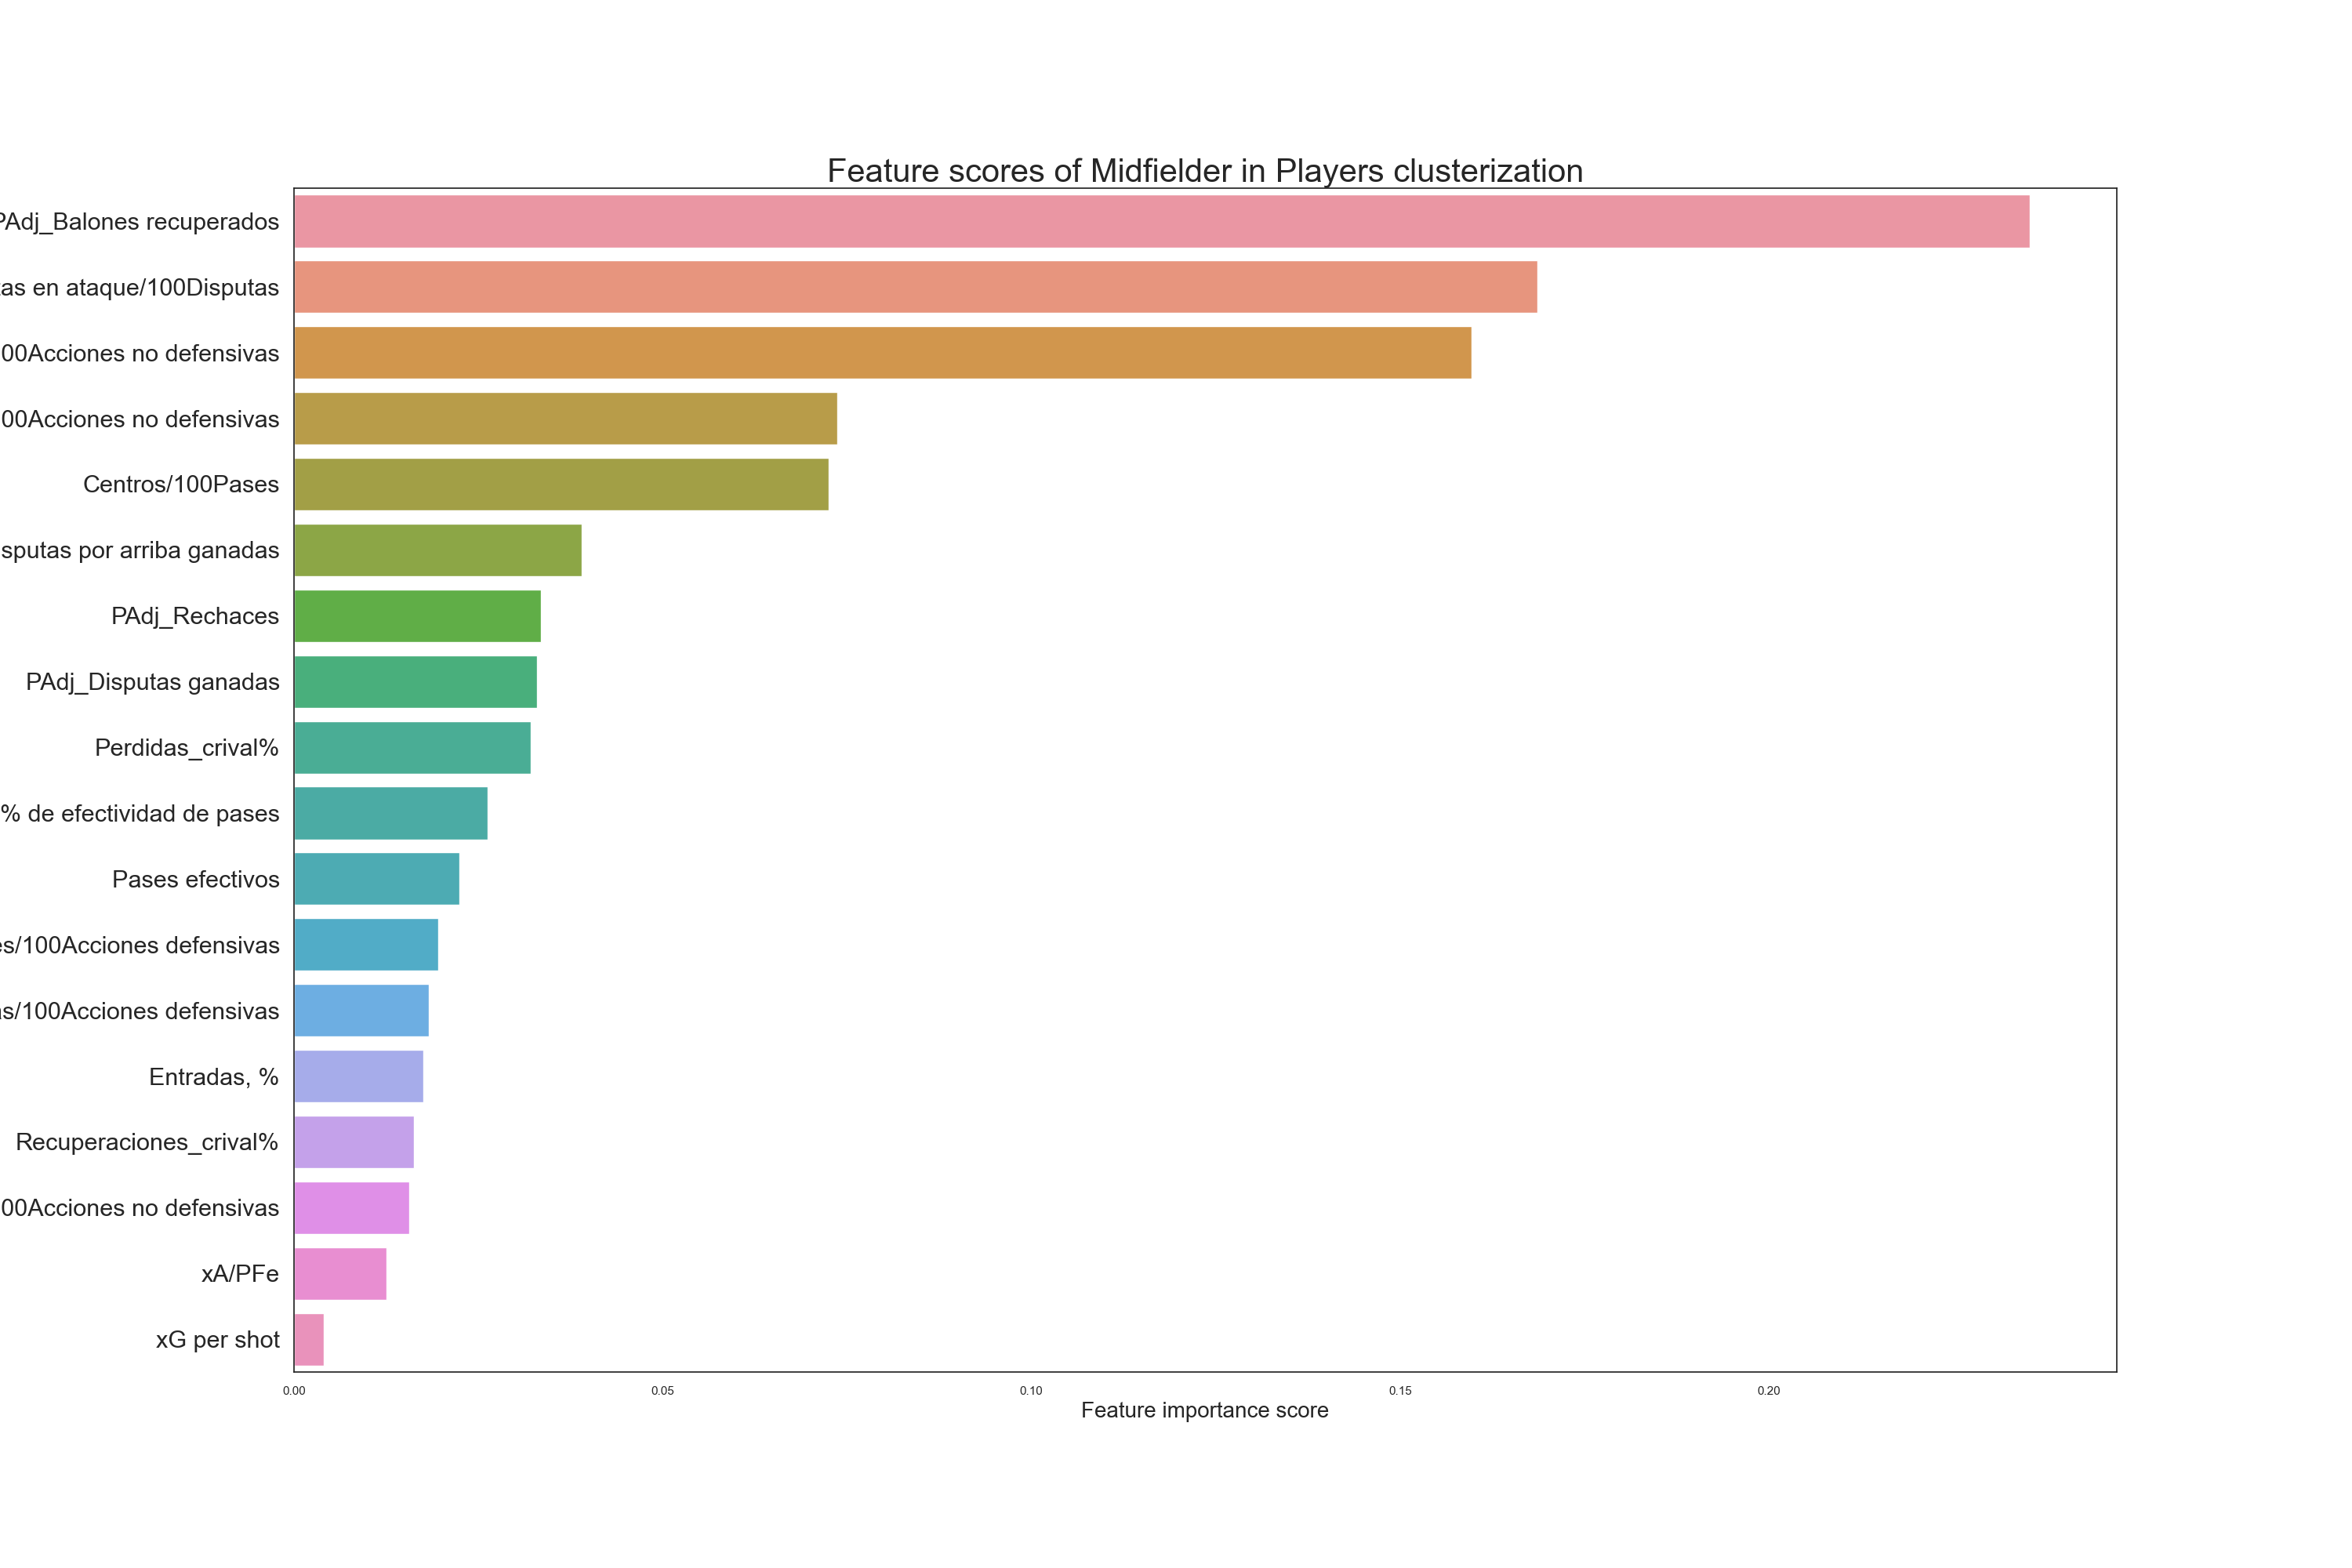 Feature scores of Midfielder in Players clusterization
PAdj_Balones recuperados
as en ataque/100Disputas
00Acciones no defensivas
00Acciones no defensivas
Centros/100Pases
sputas por arriba ganadas
PAdj_Rechaces
PAdj_Disputas ganadas
Perdidas_crival%
% de efectividad de pases
Pases efectivos
s/100Acciones defensivas
s/100Acciones defensivas
Entradas, %
Recuperaciones_crival%
00Acciones no defensivas
xA/PFe
xG per shot
0.00 0.05 0.10 0.15 0.20
Feature importance score